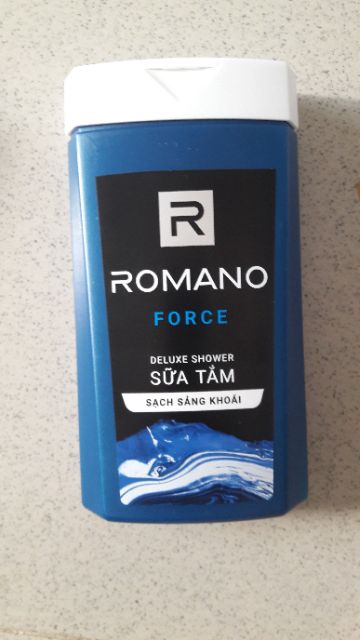 R
ROMANO
FORCE
DELUXE SHOWER
SỮA TẮM
SẠCH SẢNG KHOÁI